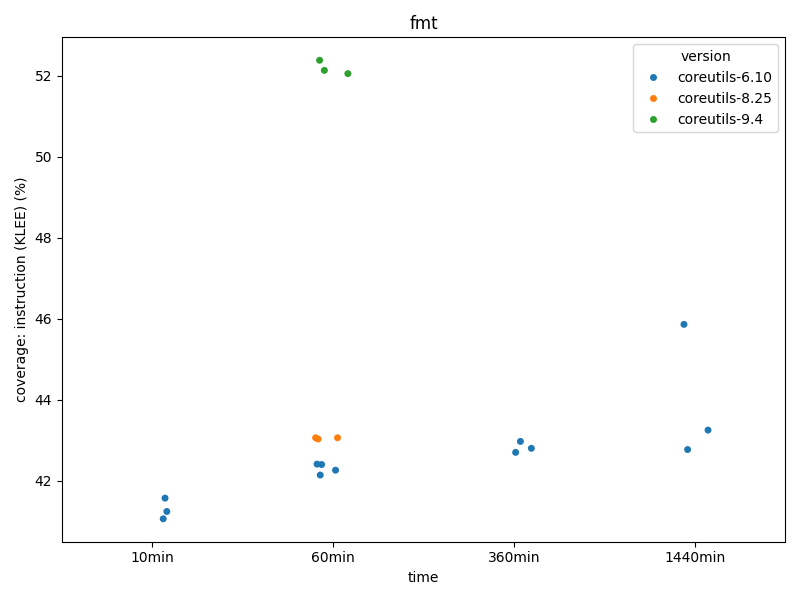 fmt
version
coreutils-6.10
coreutils-8.25
coreutils-9.4
coverage: instruction (KLEE) (%)
52
50
48
46
44
42
10min
60min
360min
1440min
time